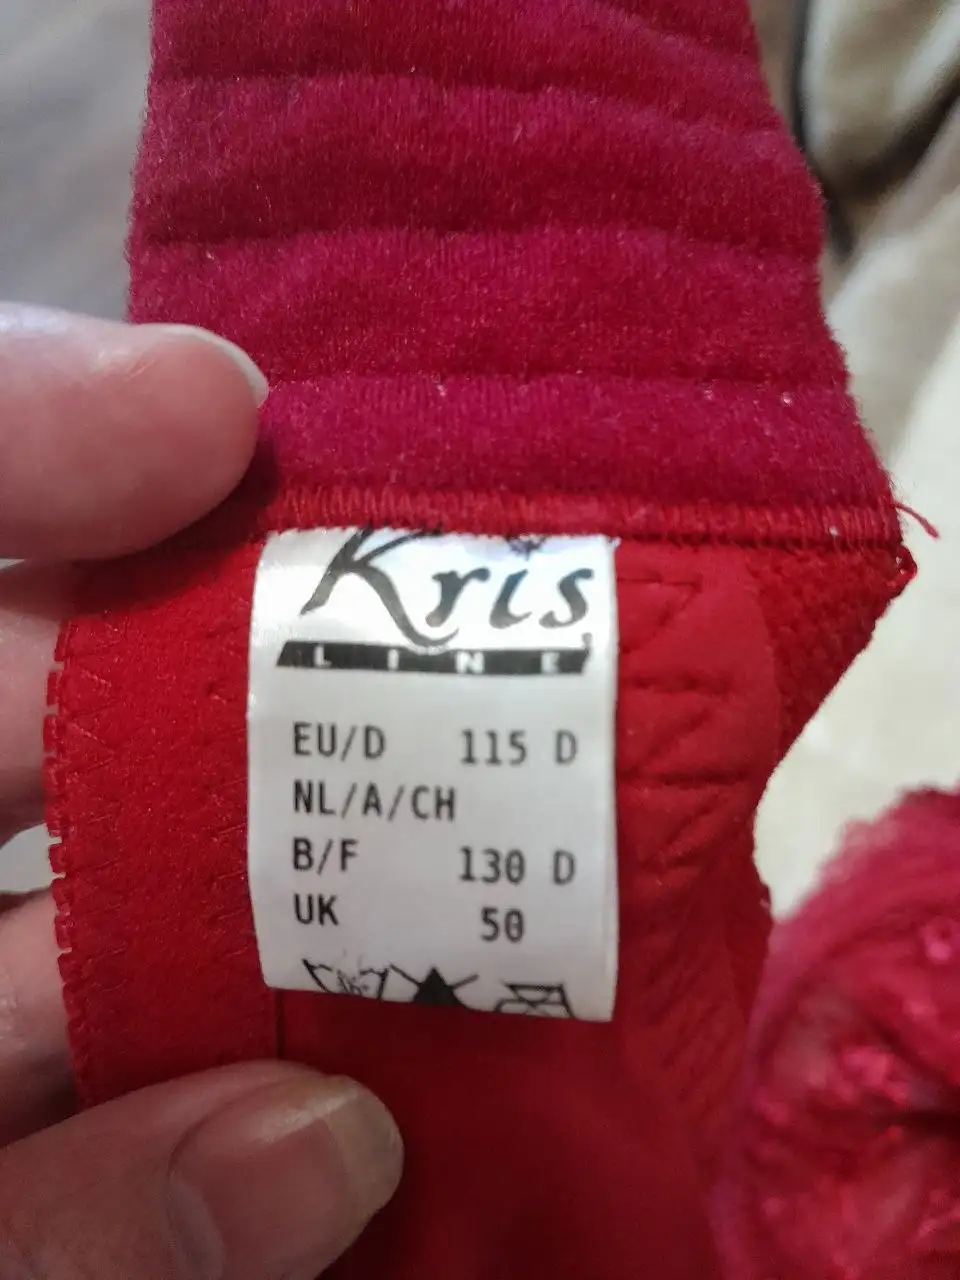 Kris
LINE
EU/D 115 D
NL/A/CH
B/F 130 D
UK 50